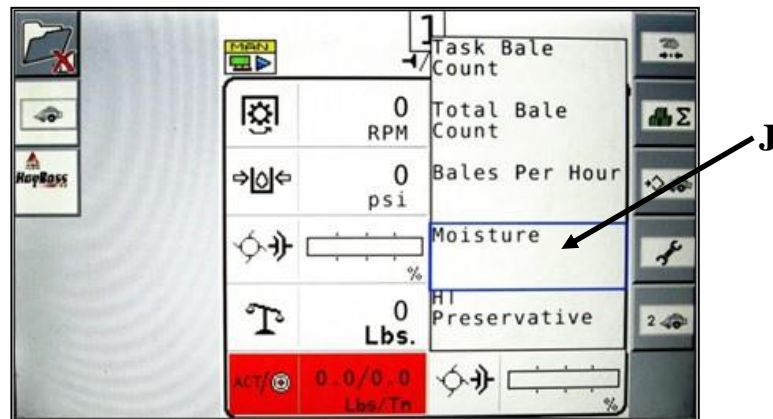 1
MAN
Task Bale
Count
0
RPM
Total Bale
Count
Σ
J
HayBoss
0
psi
Bales Per Hour
Moisture
%
0
Lbs.
HT
Preservative
2
ACT/
0.0/0.0
Lbs/Tn
%